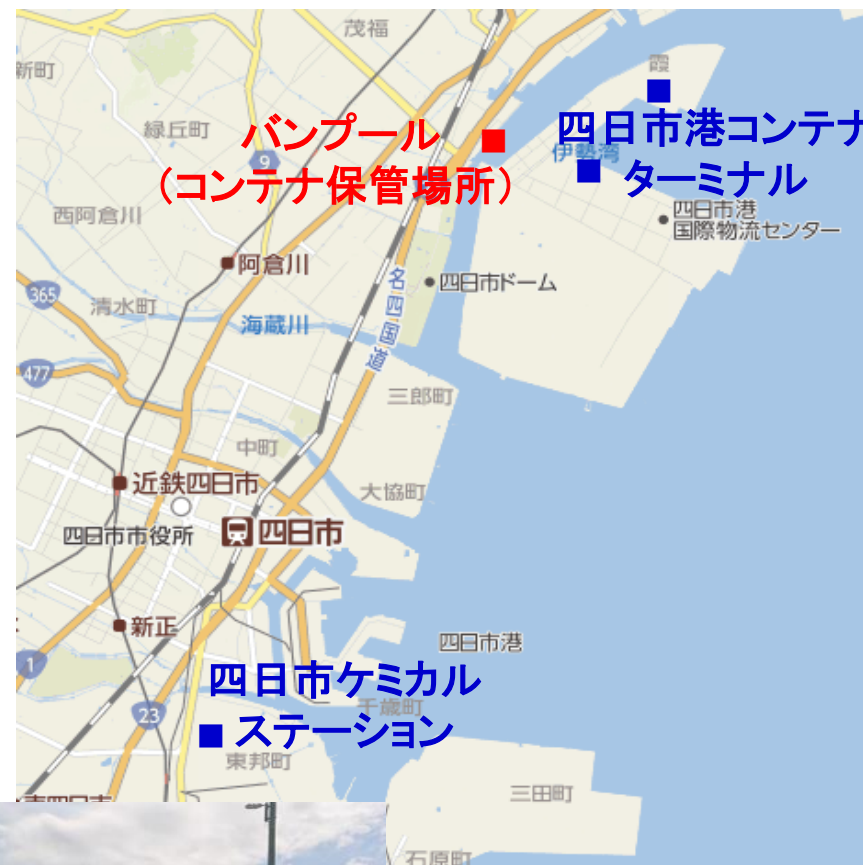 茂福
新町
霞
緑丘町
バンプール
(コンテナ保管場所)
9
四日市港コンテナ
ターミナル
伊勢湾
西阿倉川
四日市港
国際物流センター
阿倉川
四日市ドーム
365
清水町
海蔵川
名四国道
477
三郎町
中町
近鉄四日市
大協町
四日市市役所
四日市
新正
四日市港
1
四日市ケミカル
ステーション
千歳町
23
東邦町
三田町
南四日市
石原町